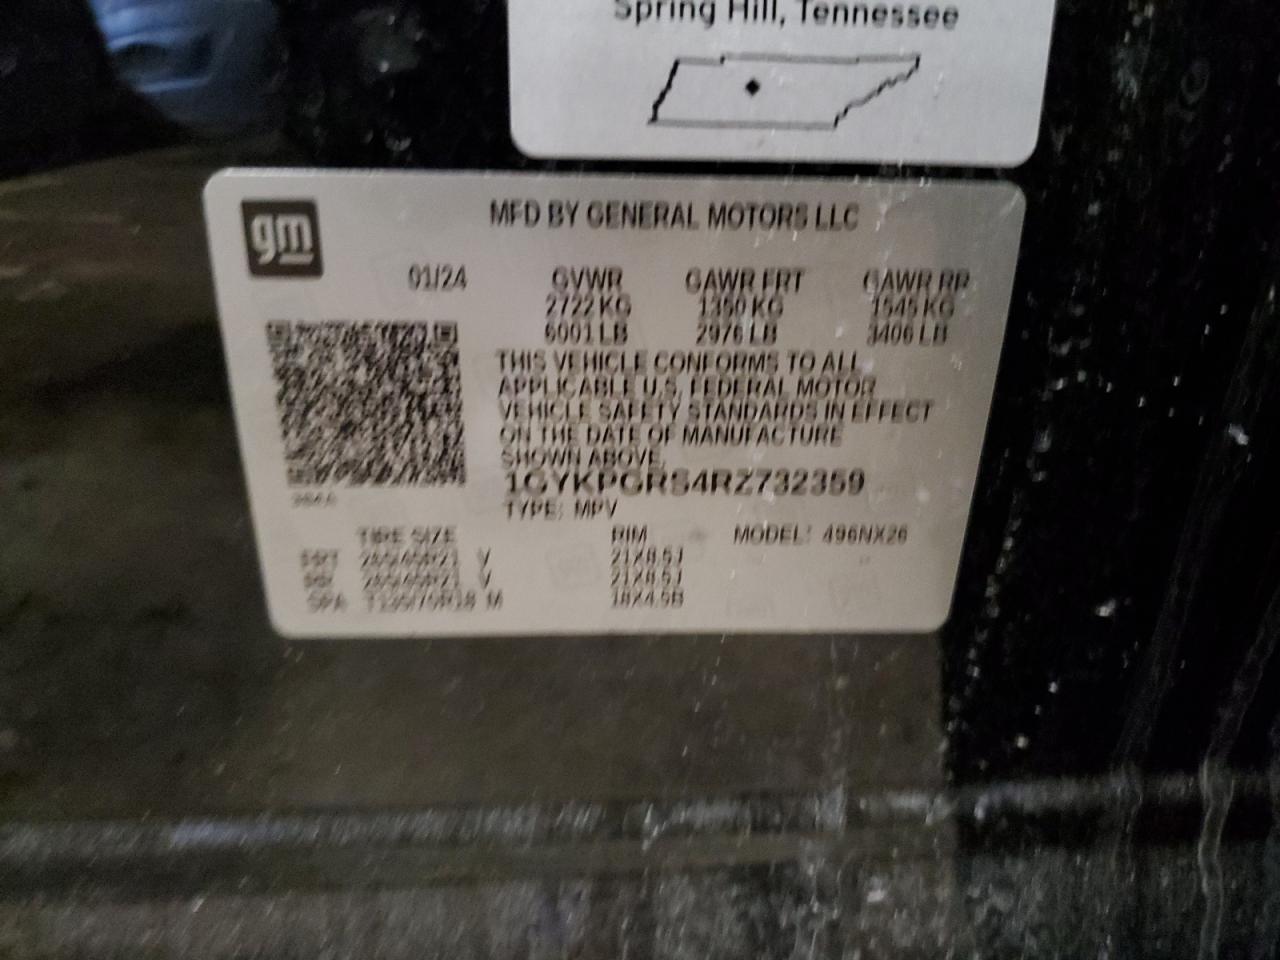 Spring Hill, Tennessee
gm
MFD BY GENERAL MOTORS LLC
01/24 GVWR GAWR FRT GAWR RR
2722 KG 1350 KG 1545 KG
6001 LB 2976 LB 3406 LB
THIS VEHICLE CONFORMS TO ALL
APPLICABLE U.S. FEDERAL MOTOR
VEHICLE SAFETY STANDARDS IN EFFECT
ON THE DATE OF MANUFACTURE
SHOWN ABOVE.
1GYKPGRS4RZ732359
TYPE: MPV
TIRE SIZE RIM MODEL: 496NX26
FRT V 21X8.5J
RR V 21X8.5J
SPA T135/70R18 M 18X4.5B